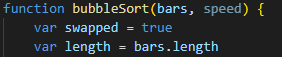 function bubbleSort(bars, speed) {
    var swapped = true
    var length = bars.length